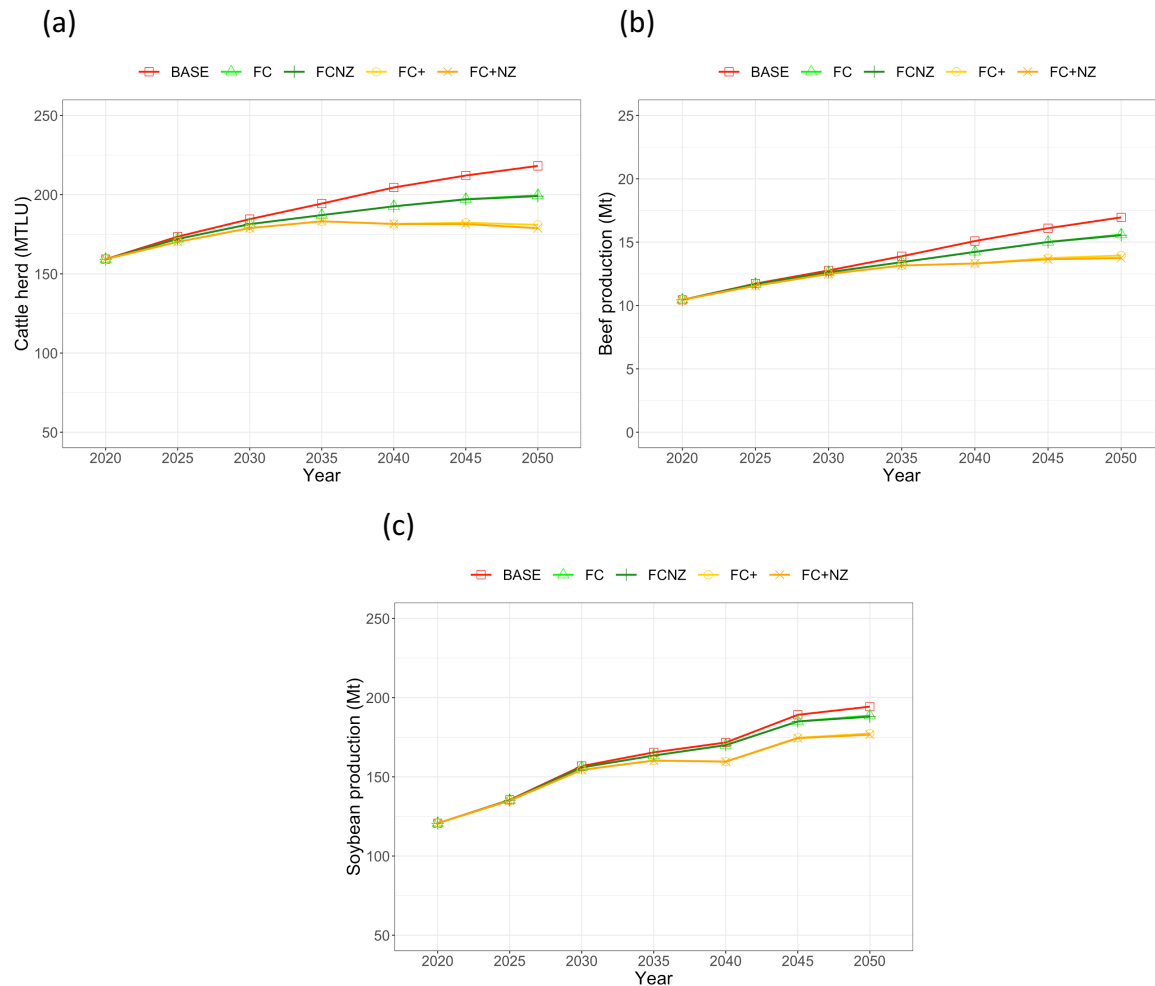 (a)
BASE FC FCNZ FC+ FC+NZ
250
200
150
100
50
Cattle herd (MTLU)
2020 2025 2030 2035 2040 2045 2050
Year
(b)
BASE FC FCNZ FC+ FC+NZ
25
20
15
10
5
0
Beef production (Mt)
2020 2025 2030 2035 2040 2045 2050
Year
(c)
BASE FC FCNZ FC+ FC+NZ
250
200
150
100
50
Soybean production (Mt)
2020 2025 2030 2035 2040 2045 2050
Year